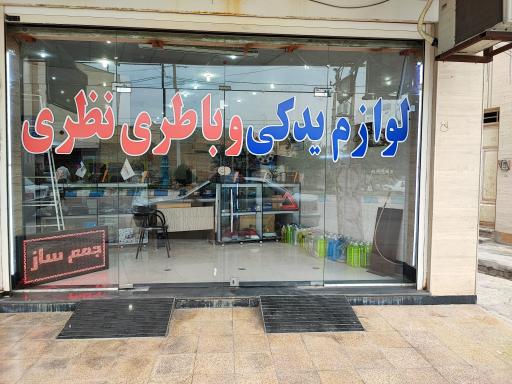 لوازم یدکی و باطری نظری
جمع ساز